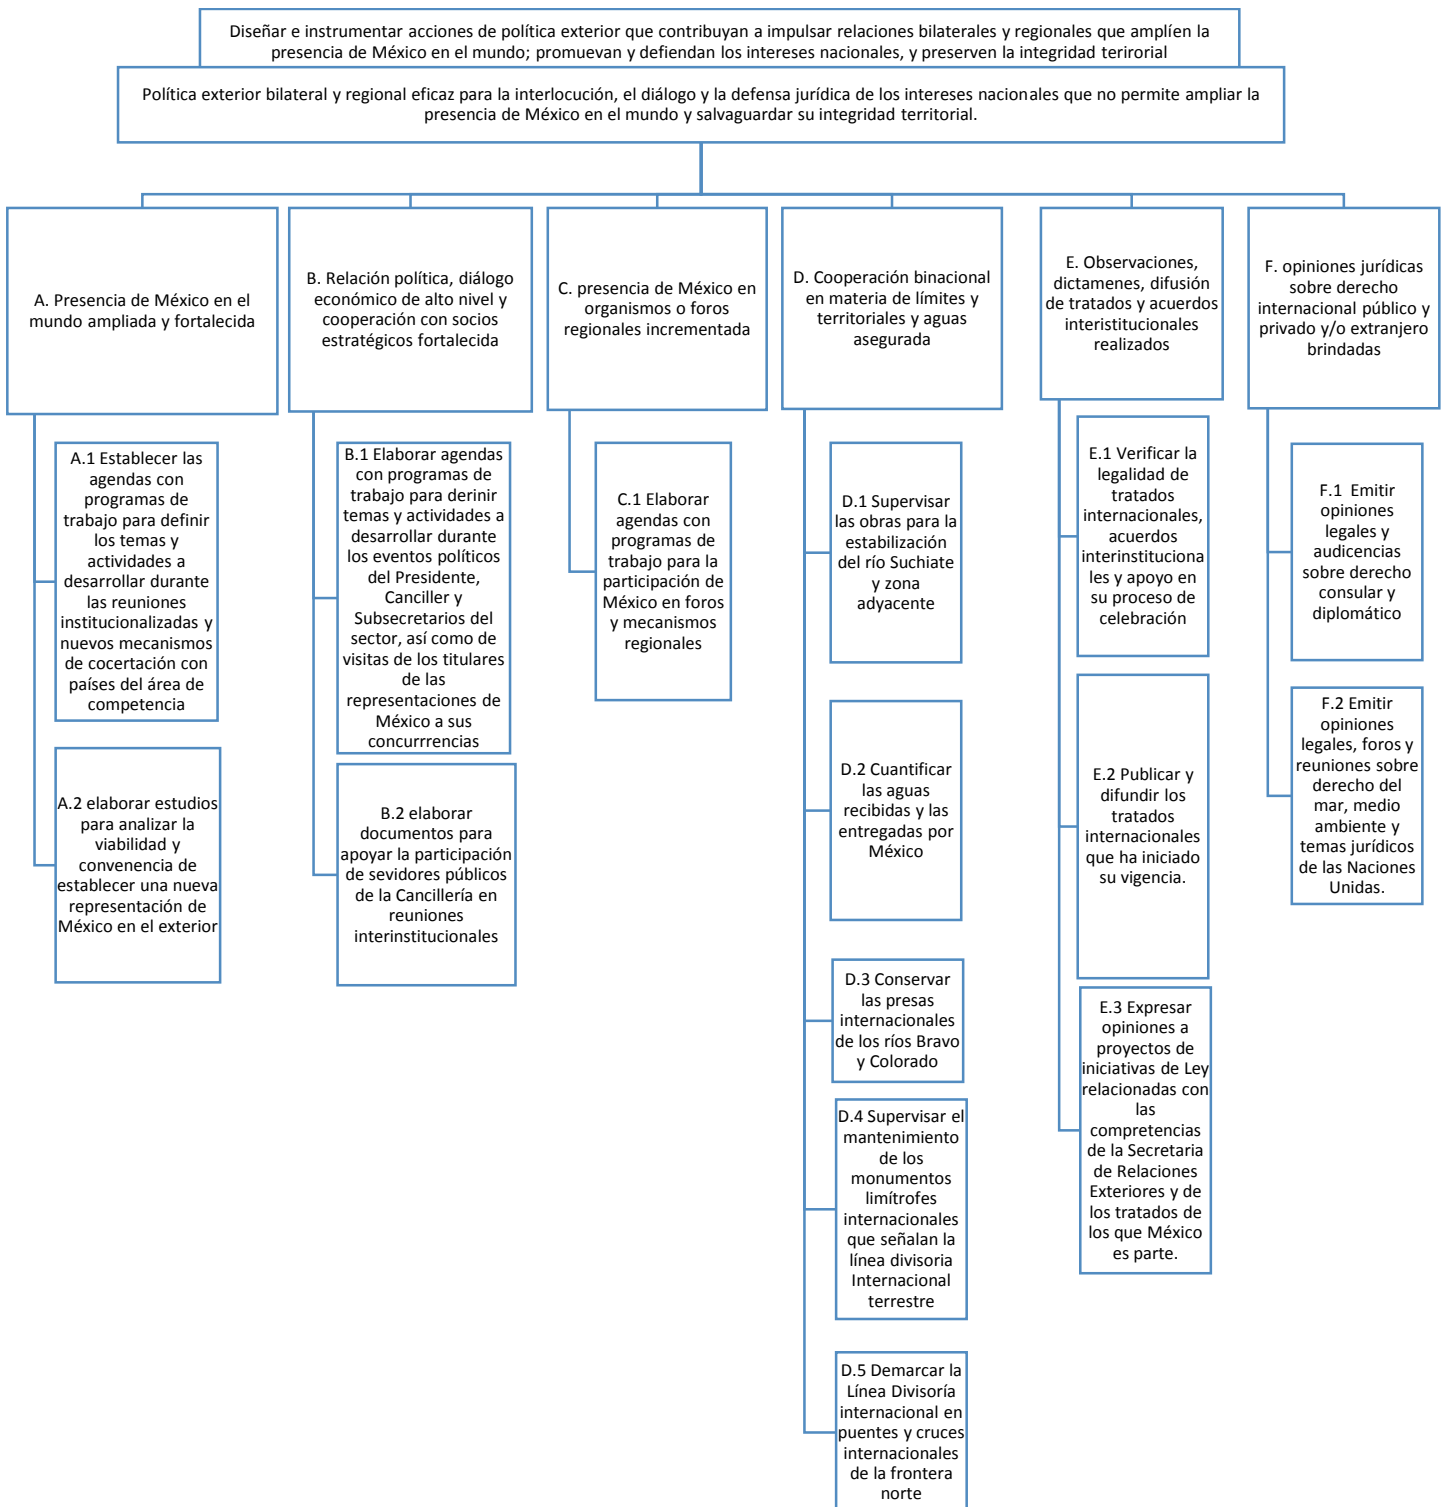 Diseñar e instrumentar acciones de política exterior que contribuyan a impulsar relaciones bilaterales y regionales que amplíen la
presencia de México en el mundo; promuevan y defiendan los intereses nacionales, y preserven la integridad terirorial
Política exterior bilateral y regional eficaz para la interlocución, el diálogo y la defensa jurídica de los intereses nacionales que no permite ampliar la
presencia de México en el mundo y salvaguardar su integridad territorial.
A. Presencia de México en el
mundo ampliada y fortalecida
A.1 Establecer las
agendas con
programas de
trabajo para definir
los temas y
actividades a
desarrollar durante
las reuniones
institucionalizadas y
nuevos mecanismos
de cocertación con
países del área de
competencia
A.2 elaborar estudios
para analizar la
viabilidad y
convenencia de
establecer una nueva
representación de
México en el exterior
B. Relación política, diálogo
económico de alto nivel y
cooperación con socios
estratégicos fortalecida
B.1 Elaborar agendas
con programas de
trabajo para derinir
temas y actividades a
desarrollar durante
los eventos políticos
del Presidente,
Canciller y
Subsecretarios del
sector, así como de
visitas de los titulares
de las
representaciones de
México a sus
concurrrencias
B.2 elaborar
documentos para
apoyar la participación
de sevidores públicos
de la Cancillería en
reuniones
interinstitucionales
C. presencia de México en
organismos o foros
regionales incrementada
C.1 Elaborar
agendas con
programas de
trabajo para la
participación de
México en foros
y mecanismos
regionales
D. Cooperación binacional
en materia de límites y
territoriales y aguas
asegurada
D.1 Supervisar
las obras para la
estabilización
del río Suchiate
y zona
adyacente
D.2 Cuantificar
las aguas
recibidas y las
entregadas por
México
D.3 Conservar
las presas
internacionales
de los ríos Bravo
y Colorado
D.4 Supervisar el
mantenimiento
de los
monumentos
limítrofes
internacionales
que señalan la
línea divisoria
Internacional
terrestre
D.5 Demarcar la
Línea Divisoría
internacional en
puentes y cruces
internacionales
de la frontera
norte
E. Observaciones,
dictamenes, difusión
de tratados y acuerdos
interistitucionales
realizados
E.1 Verificar la
legalidad de
tratados
internacionales,
acuerdos
interinstituciona
les y apoyo en
su proceso de
celebración
E.2 Publicar y
difundir los
tratados
internacionales
que ha iniciado
su vigencia.
E.3 Expresar
opiniones a
proyectos de
iniciativas de Ley
relacionadas con
las
competencias
de la Secretaria
de Relaciones
Exteriores y de
los tratados de
los que México
es parte.
F. opiniones jurídicas
sobre derecho
internacional público y
privado y/o extranjero
brindadas
F.1 Emitir
opiniones
legales y
audicencias
sobre derecho
consular y
diplomático
F.2 Emitir
opiniones
legales, foros y
reuniones sobre
derecho del
mar, medio
ambiente y
temas jurídicos
de las Naciones
Unidas.